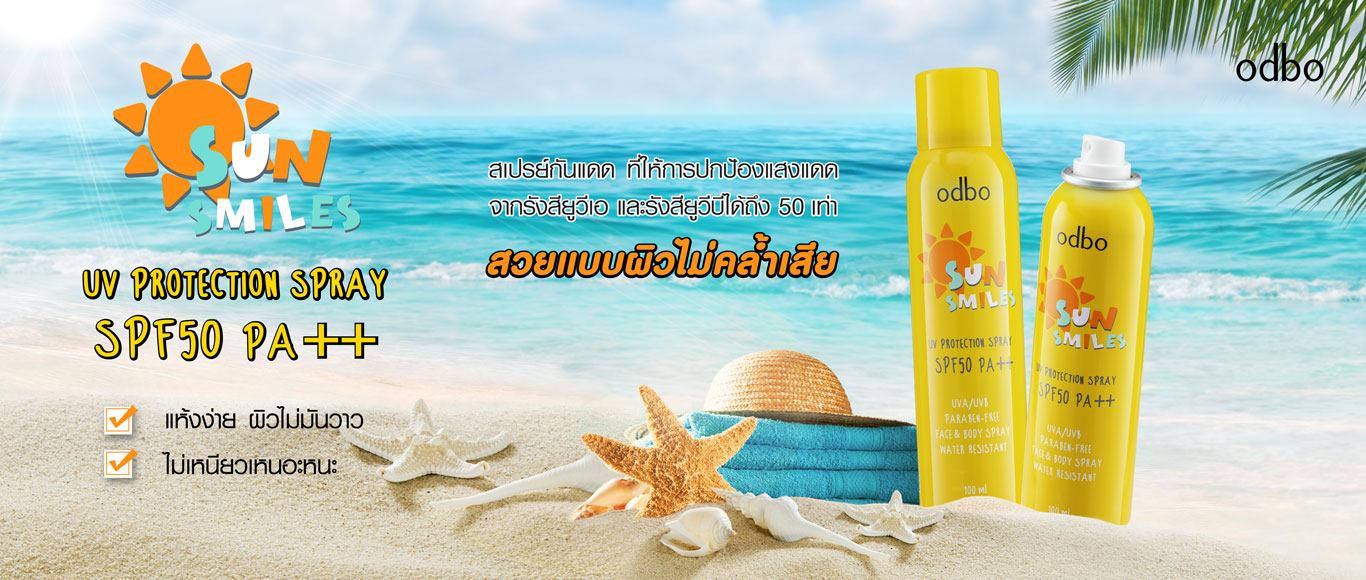 odbo
SUN
SMILES
UV PROTECTION SPRAY
SPF50 PA++
แห้งง่าย ผิวไม่มันวาว
ไม่เหนียวเหนอะหนะ
สเปรย์กันแดด ที่ให้การปกป้องแสงแดด
จากรังสียูวีเอ และรังสียูวีบีได้ถึง 50 เท่า
สวยแบบผิวไม่คล้ำเสีย
odbo
SUN
SMILES
UV PROTECTION SPRAY
SPF50 PA++
UVA/UVB
PARABEN-FREE
FACE & BODY SPRAY
WATER RESISTANT
100 ml
odbo
SUN
SMILES
UV PROTECTION SPRAY
SPF50 PA++
UVA/UVB
PARABEN-FREE
FACE & BODY SPRAY
WATER RESISTANT
100 ml